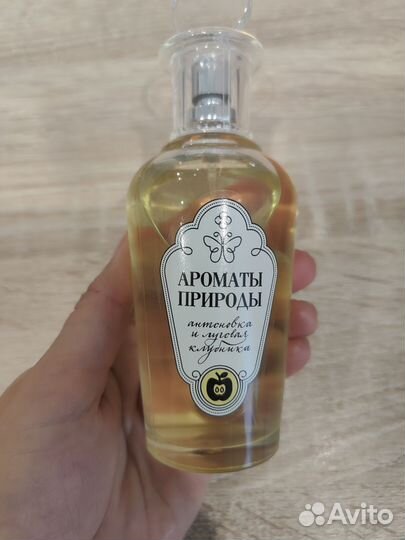 АРОМАТЫ
ПРИРОДЫ
антоновка
и луговая
клубника
Avito